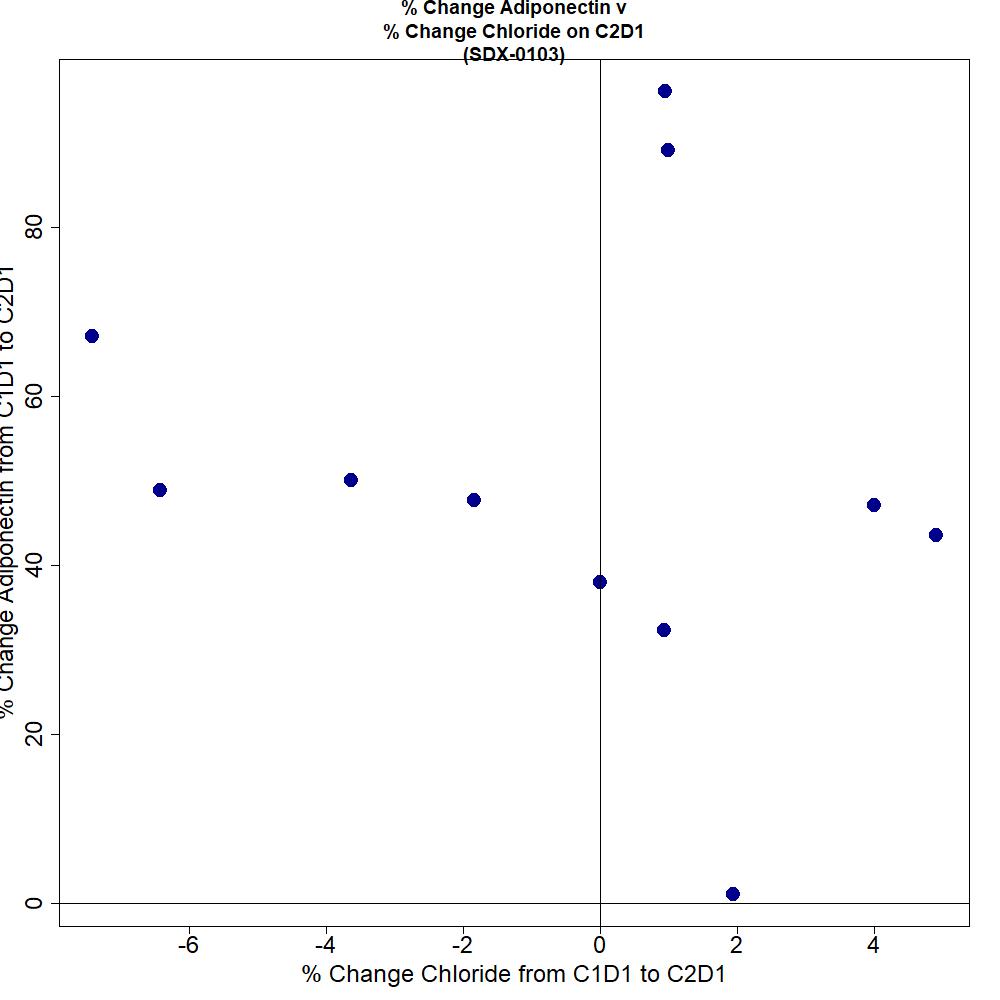 % Change Adiponectin v
% Change Chloride on C2D1
(SDX-0103)
% Change Adiponectin from C1D1 to C2D1
80
60
40
20
0
-6
-4
-2
0
2
4
% Change Chloride from C1D1 to C2D1